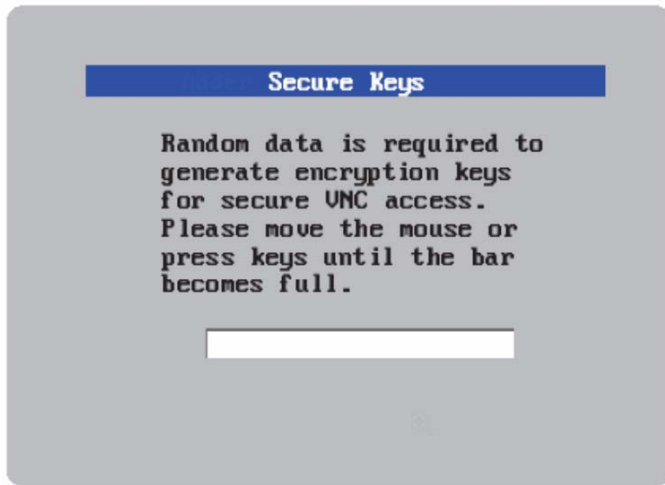 Secure Keys
Random data is required to
generate encryption keys
for secure VNC access.
Please move the mouse or
press keys until the bar
becomes full.